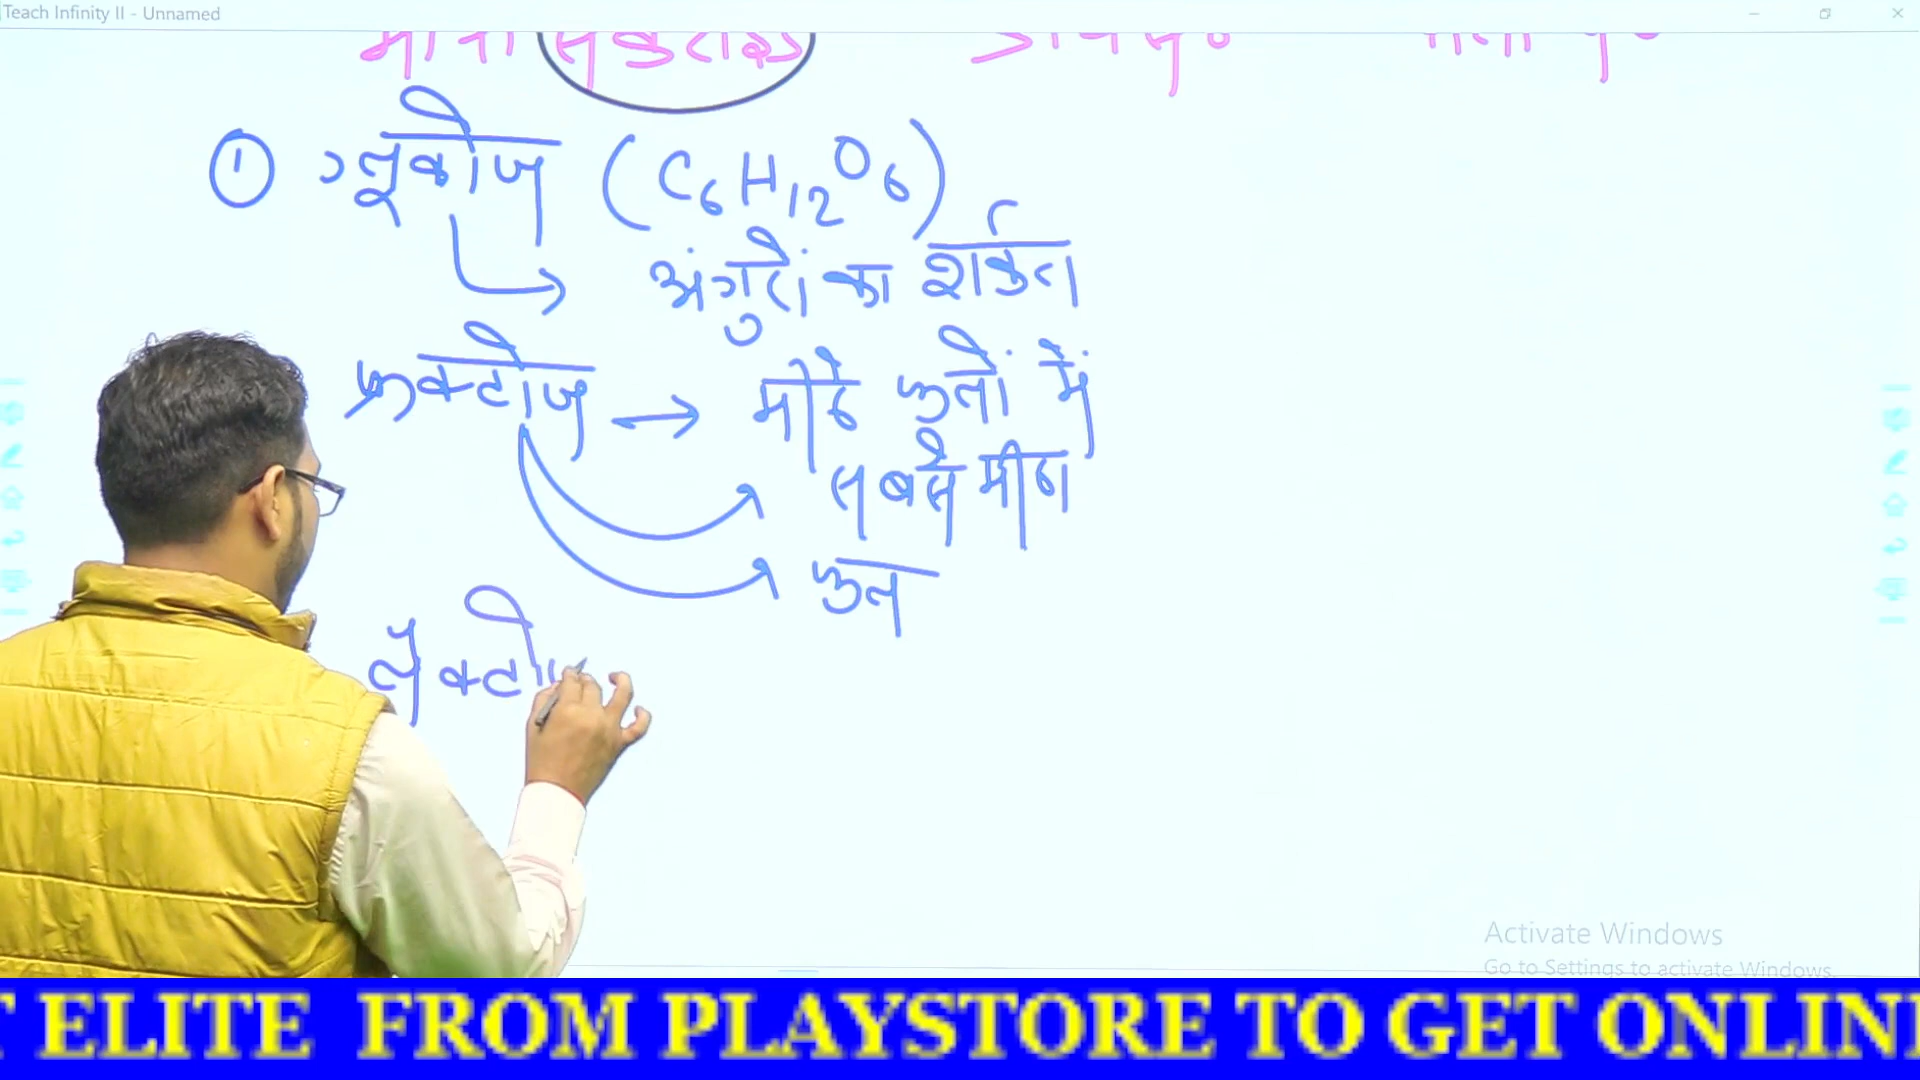 Teach Infinity II - Unnamed
① ग्लूकोज (C6H12O6)
अंगुरों का शर्करा
फ्रक्टोज → मीठे फलों में
सबसे मीठा
फल
लैक्टो
Activate Windows
Go to Settings to activate Windows.
T ELITE FROM PLAYSTORE TO GET ONLIN